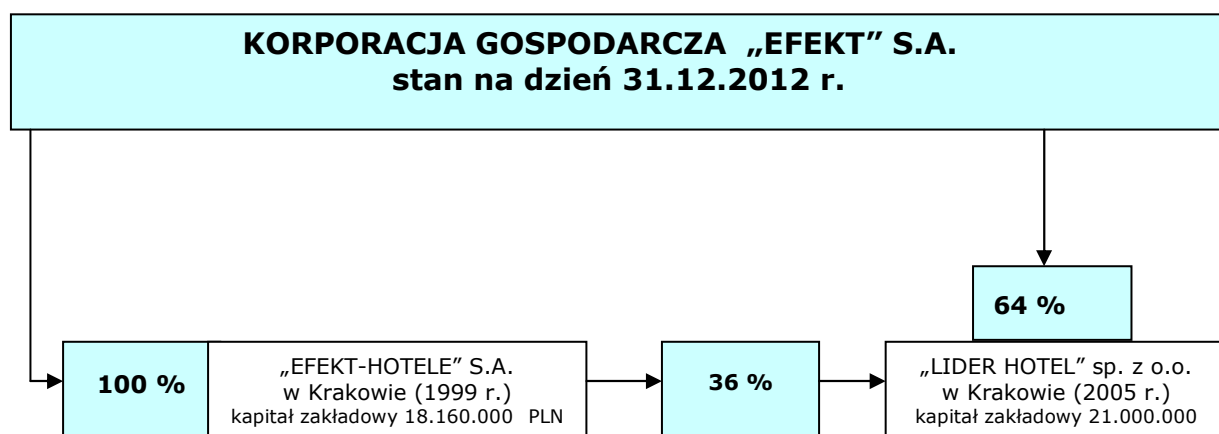 KORPORACJA GOSPODARCZA „EFEKT” S.A.
stan na dzień 31.12.2012 r.
64 %
100 %
„EFEKT-HOTELE” S.A.
w Krakowie (1999 r.)
kapitał zakładowy 18.160.000 PLN
36 %
„LIDER HOTEL” sp. z o.o.
w Krakowie (2005 r.)
kapitał zakładowy 21.000.000